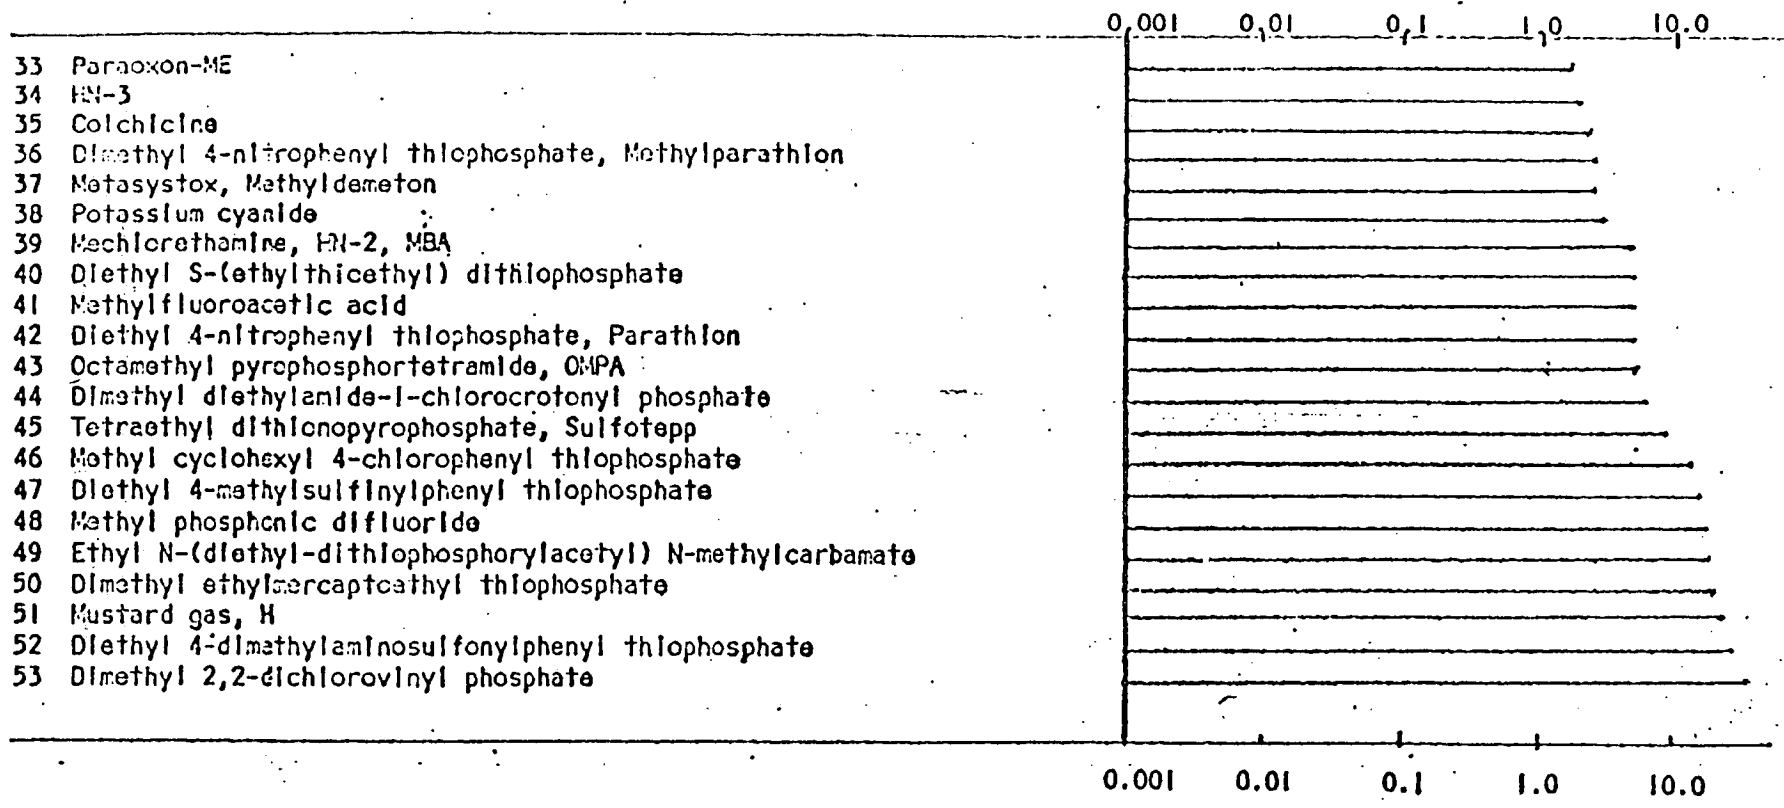 0.001 0.01 0.1 1.0 10.0
33 Paraoxon-ME
34 HN-3
35 Colchicine
36 Dimethyl 4-nitrophenyl thiophosphate, Methylparathion
37 Metasystox, Methyldemeton
38 Potassium cyanide
39 Mechlorethamine, HN-2, MBA
40 Diethyl S-(ethylthioethyl) dithiophosphate
41 Methylfluoroacetic acid
42 Diethyl 4-nitrophenyl thiophosphate, Parathion
43 Octamethyl pyrophosphortetramide, OMPA
44 Dimethyl diethylamide-1-chlorocrotonyl phosphate
45 Tetraethyl dithionopyrophosphate, Sulfotepp
46 Methyl cyclohexyl 4-chlorophenyl thiophosphate
47 Diethyl 4-methylsulfinylphenyl thiophosphate
48 Methyl phosphonic difluoride
49 Ethyl N-(diethyl-dithiophosphorylacetyl) N-methylcarbamate
50 Dimethyl ethylmercaptoethyl thiophosphate
51 Mustard gas, H
52 Diethyl 4-dimethylaminosulfonylphenyl thiophosphate
53 Dimethyl 2,2-dichlorovinyl phosphate
0.001 0.01 0.1 1.0 10.0